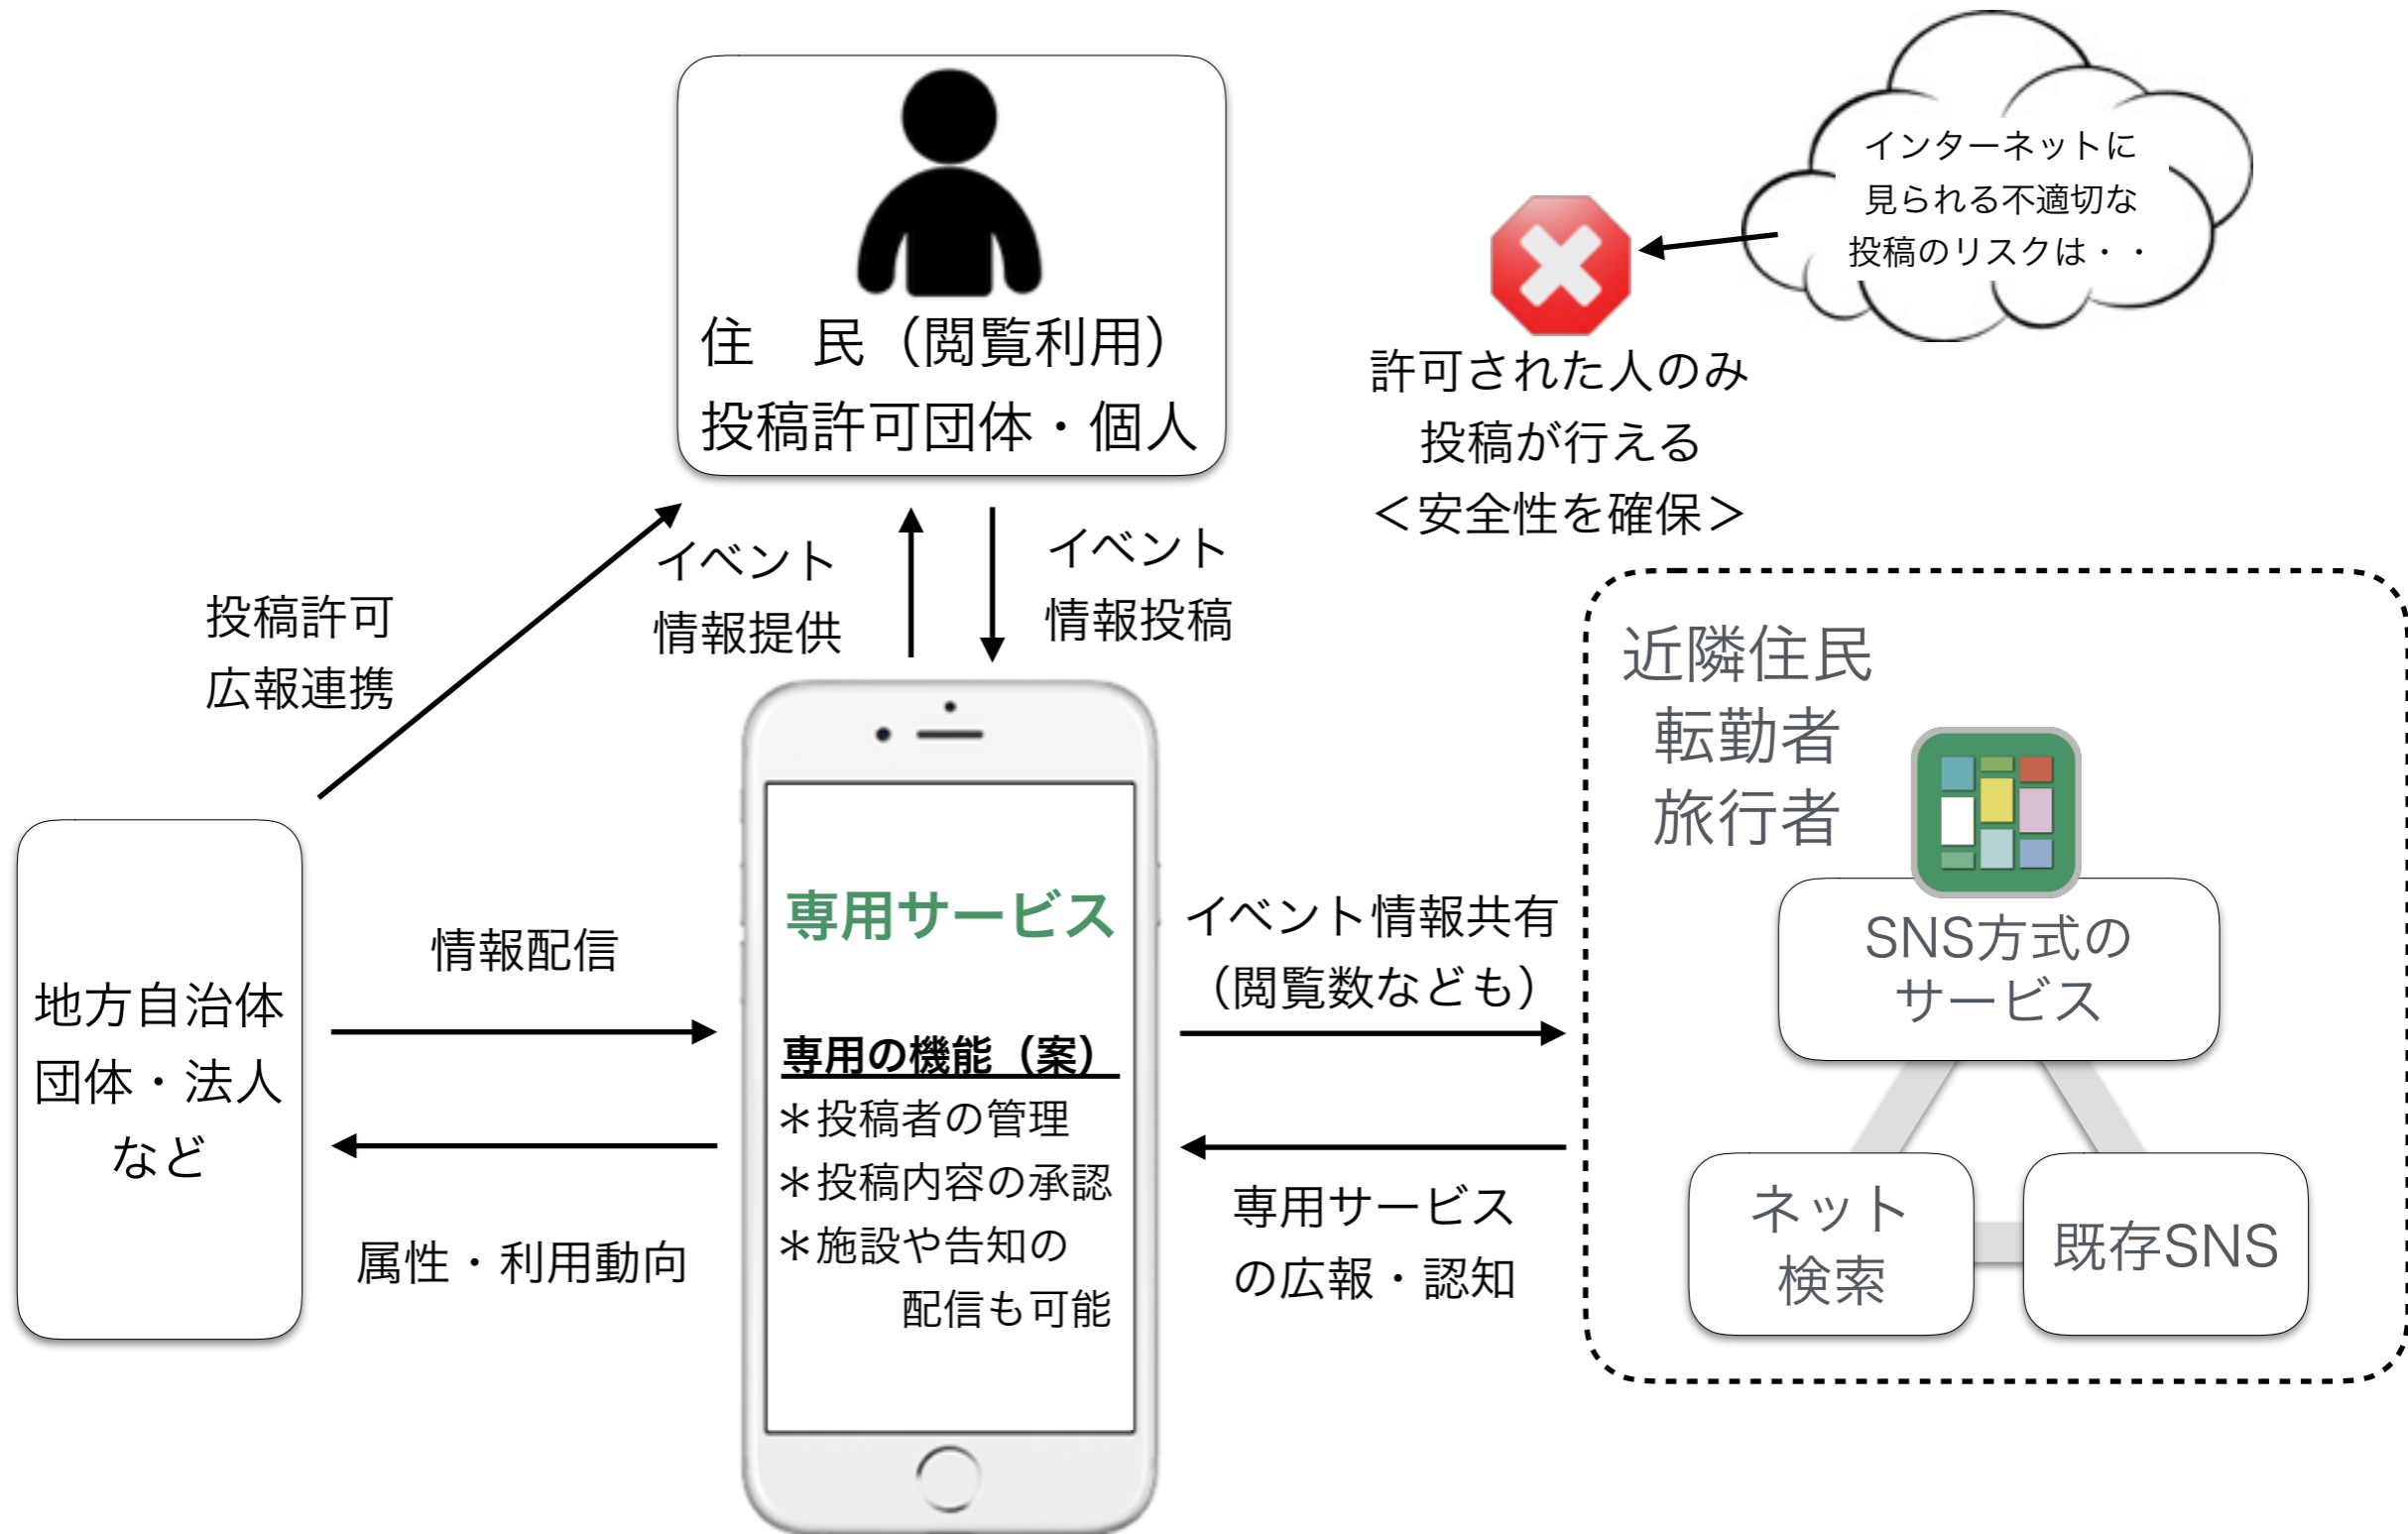 インターネットに
見られる不適切な
投稿のリスクは・・
住　民（閲覧利用）
投稿許可団体・個人
許可された人のみ
投稿が行える
＜安全性を確保＞
投稿許可
広報連携
イベント
情報提供
イベント
情報投稿
近隣住民
転勤者
旅行者
地方自治体
団体・法人
など
情報配信
属性・利用動向
専用サービス
専用の機能（案）
＊投稿者の管理
＊投稿内容の承認
＊施設や告知の
配信も可能
イベント情報共有
（閲覧数なども）
専用サービス
の広報・認知
SNS方式の
サービス
ネット
検索
既存SNS